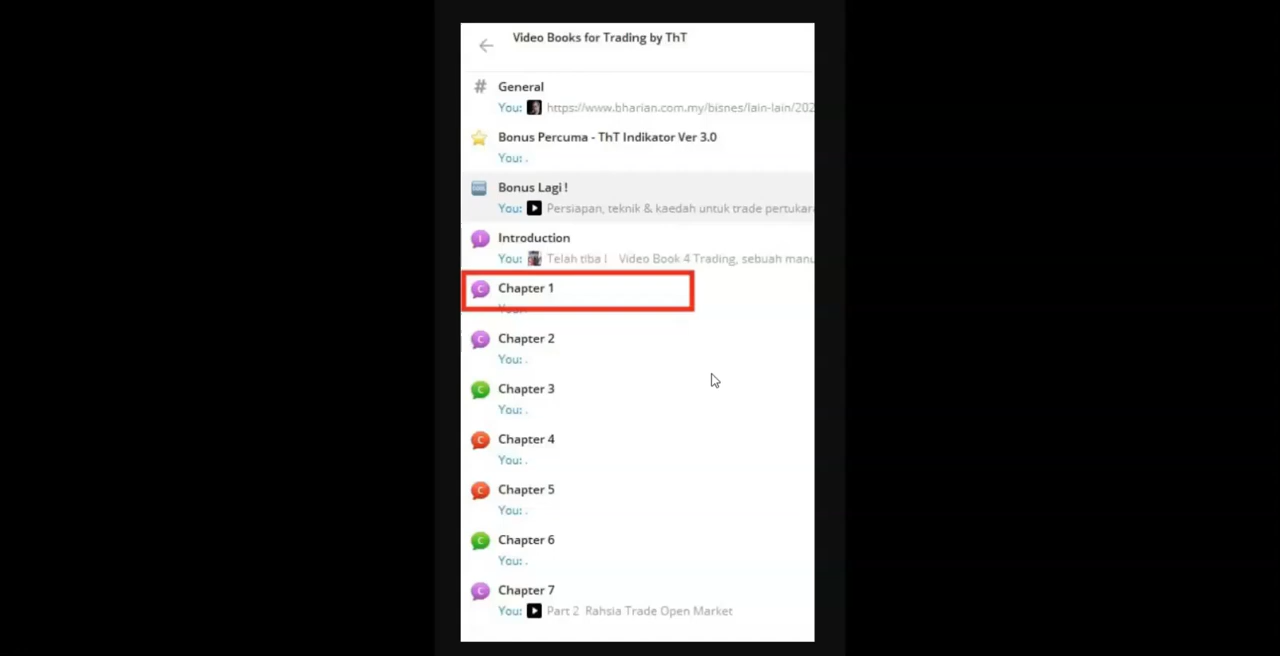 Video Books for Trading by ThT
# General
You: https://www.bharian.com.my/bisnes/lain-lain/202
Bonus Percuma - ThT Indikator Ver 3.0
You: .
Bonus Lagi !
You: Persiapan, teknik & kaedah untuk trade pertukara
I Introduction
You: Telah tiba ! Video Book 4 Trading, sebuah manu
C Chapter 1
You: .
C Chapter 2
You: .
C Chapter 3
You: .
C Chapter 4
You: .
C Chapter 5
You: .
C Chapter 6
You: .
C Chapter 7
You: Part 2 Rahsia Trade Open Market